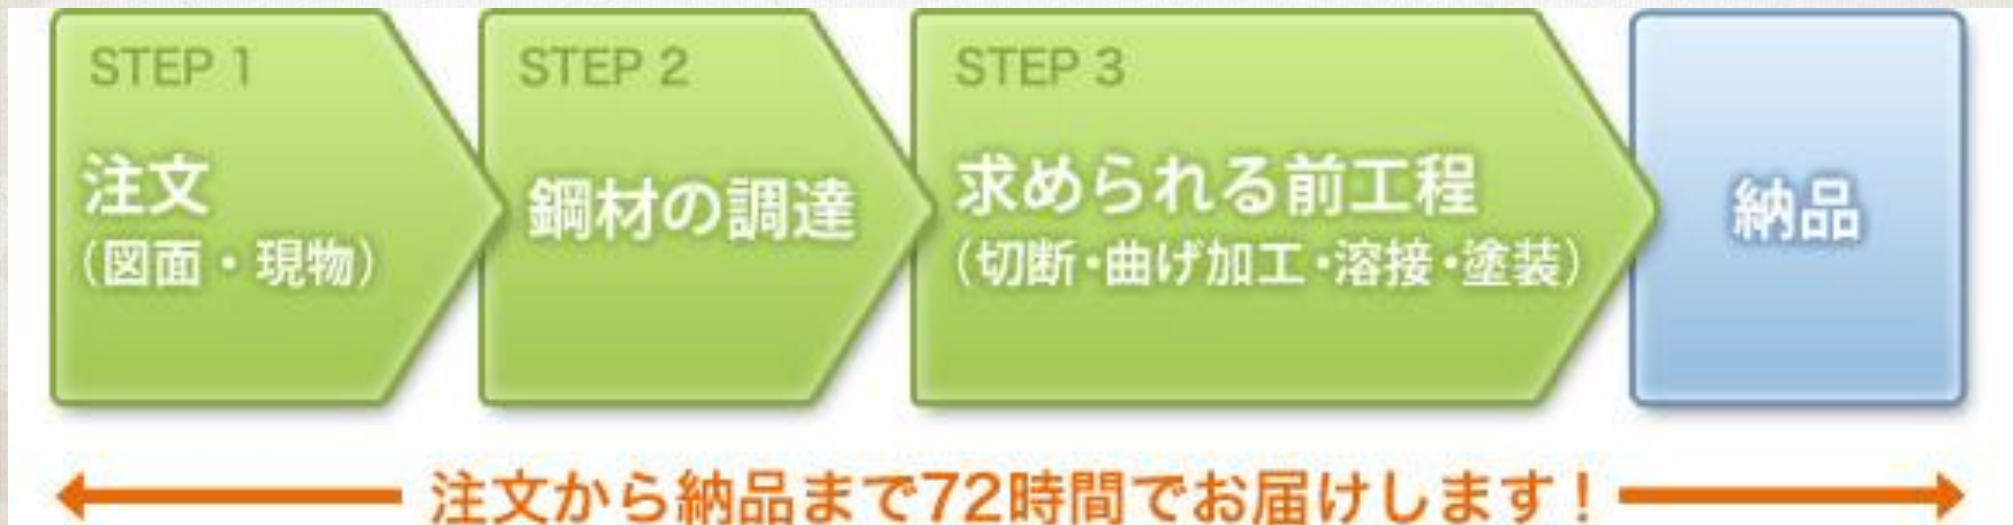 STEP 1
注文
（図面・現物）
STEP 2
鋼材の調達
STEP 3
求められる前工程
（切断・曲げ加工・溶接・塗装）
納品
注文から納品まで72時間でお届けします！